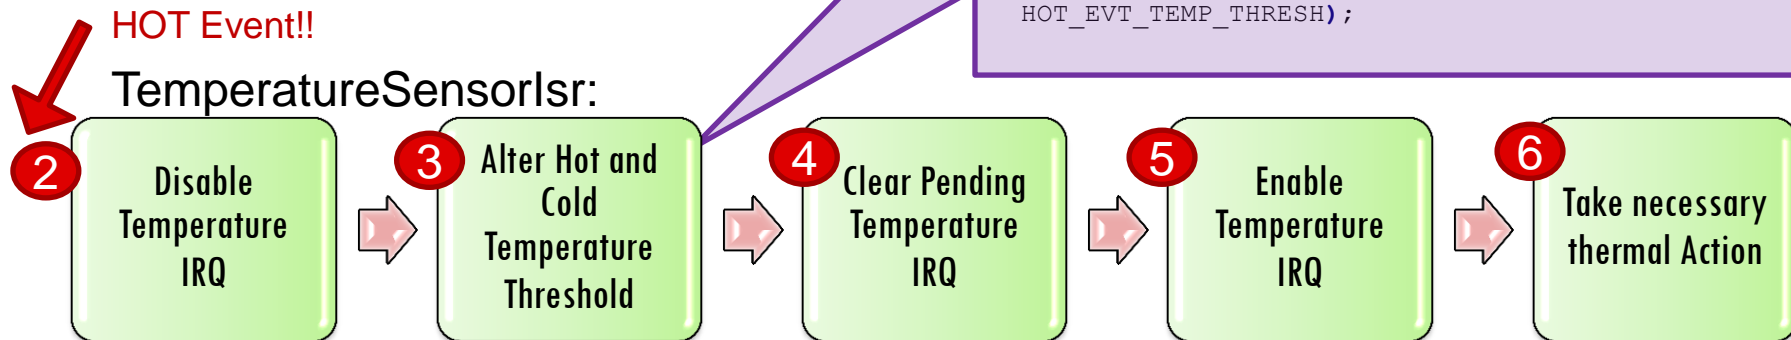 HOT_EVT_TEMP_THRESH);
HOT Event!!
TemperatureSensorIsr:
2
Disable
Temperature
IRQ
3
Alter Hot and
Cold
Temperature
Threshold
4
Clear Pending
Temperature
IRQ
5
Enable
Temperature
IRQ
6
Take necessary
thermal Action